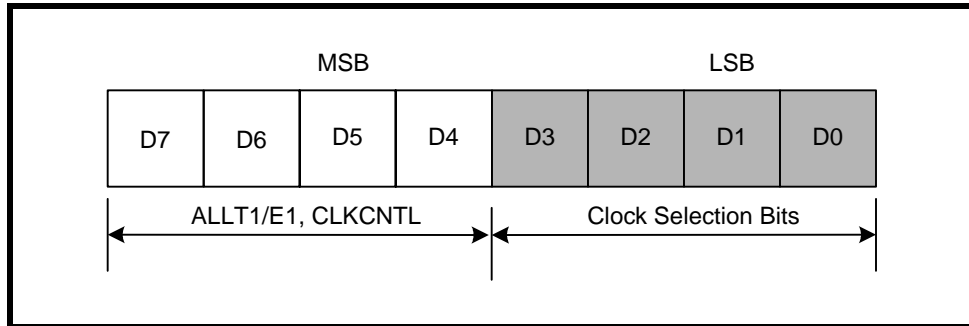 MSB LSB
D7 D6 D5 D4 D3 D2 D1 D0
ALLT1/E1, CLKCNTL Clock Selection Bits